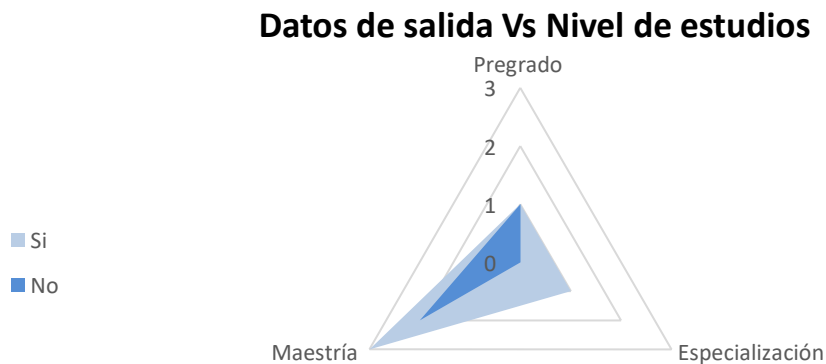 Datos de salida Vs Nivel de estudios
Pregrado
3
2
1
0
Si
No
Maestría
Especialización